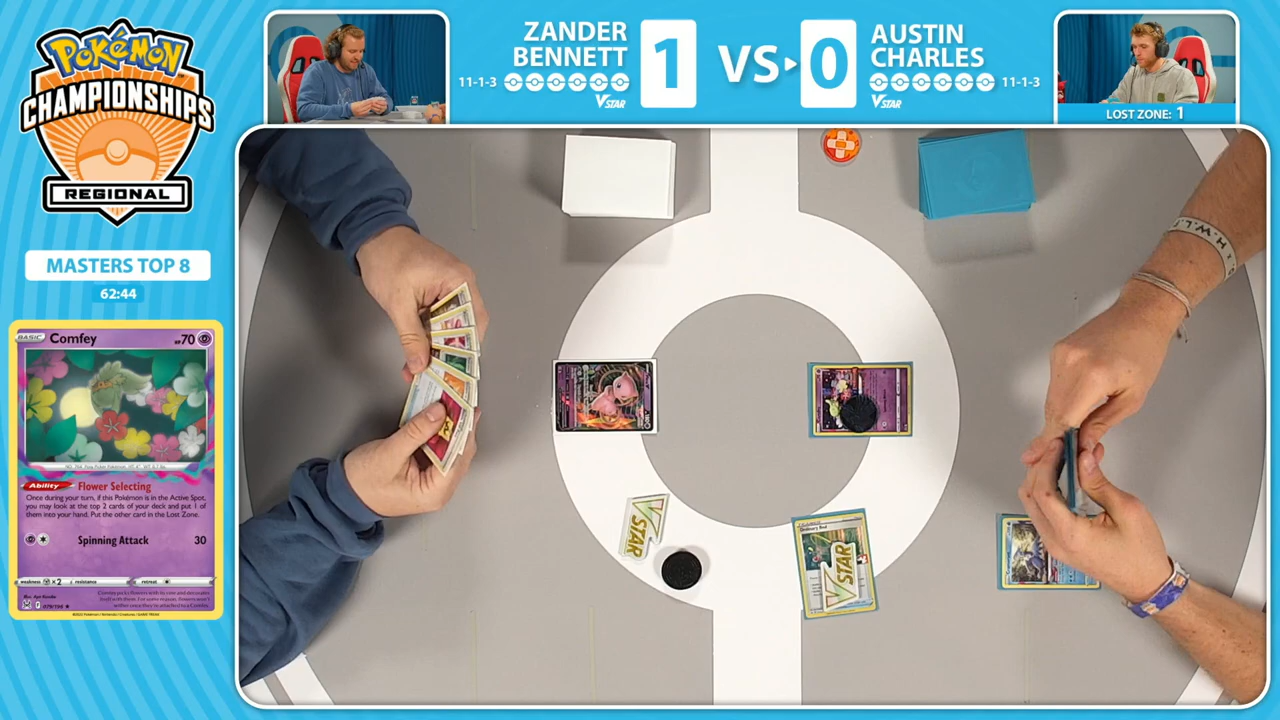 Pokémon
CHAMPIONSHIPS
REGIONAL
MASTERS TOP 8
62:44
ZANDER
BENNETT
11-1-3
VSTAR
1
VS
0
AUSTIN
CHARLES
11-1-3
VSTAR
LOST ZONE: 1
BASIC
Comfey
HP70
Ability
Flower Selecting
Once during your turn, if this Pokémon is in the Active Spot,
you may look at the top 2 cards of your deck and put 1 of
them into your hand. Put the other card in the Lost Zone.
Spinning Attack
30
weakness
×2
resistance
retreat
079/196
VSTAR
VSTAR